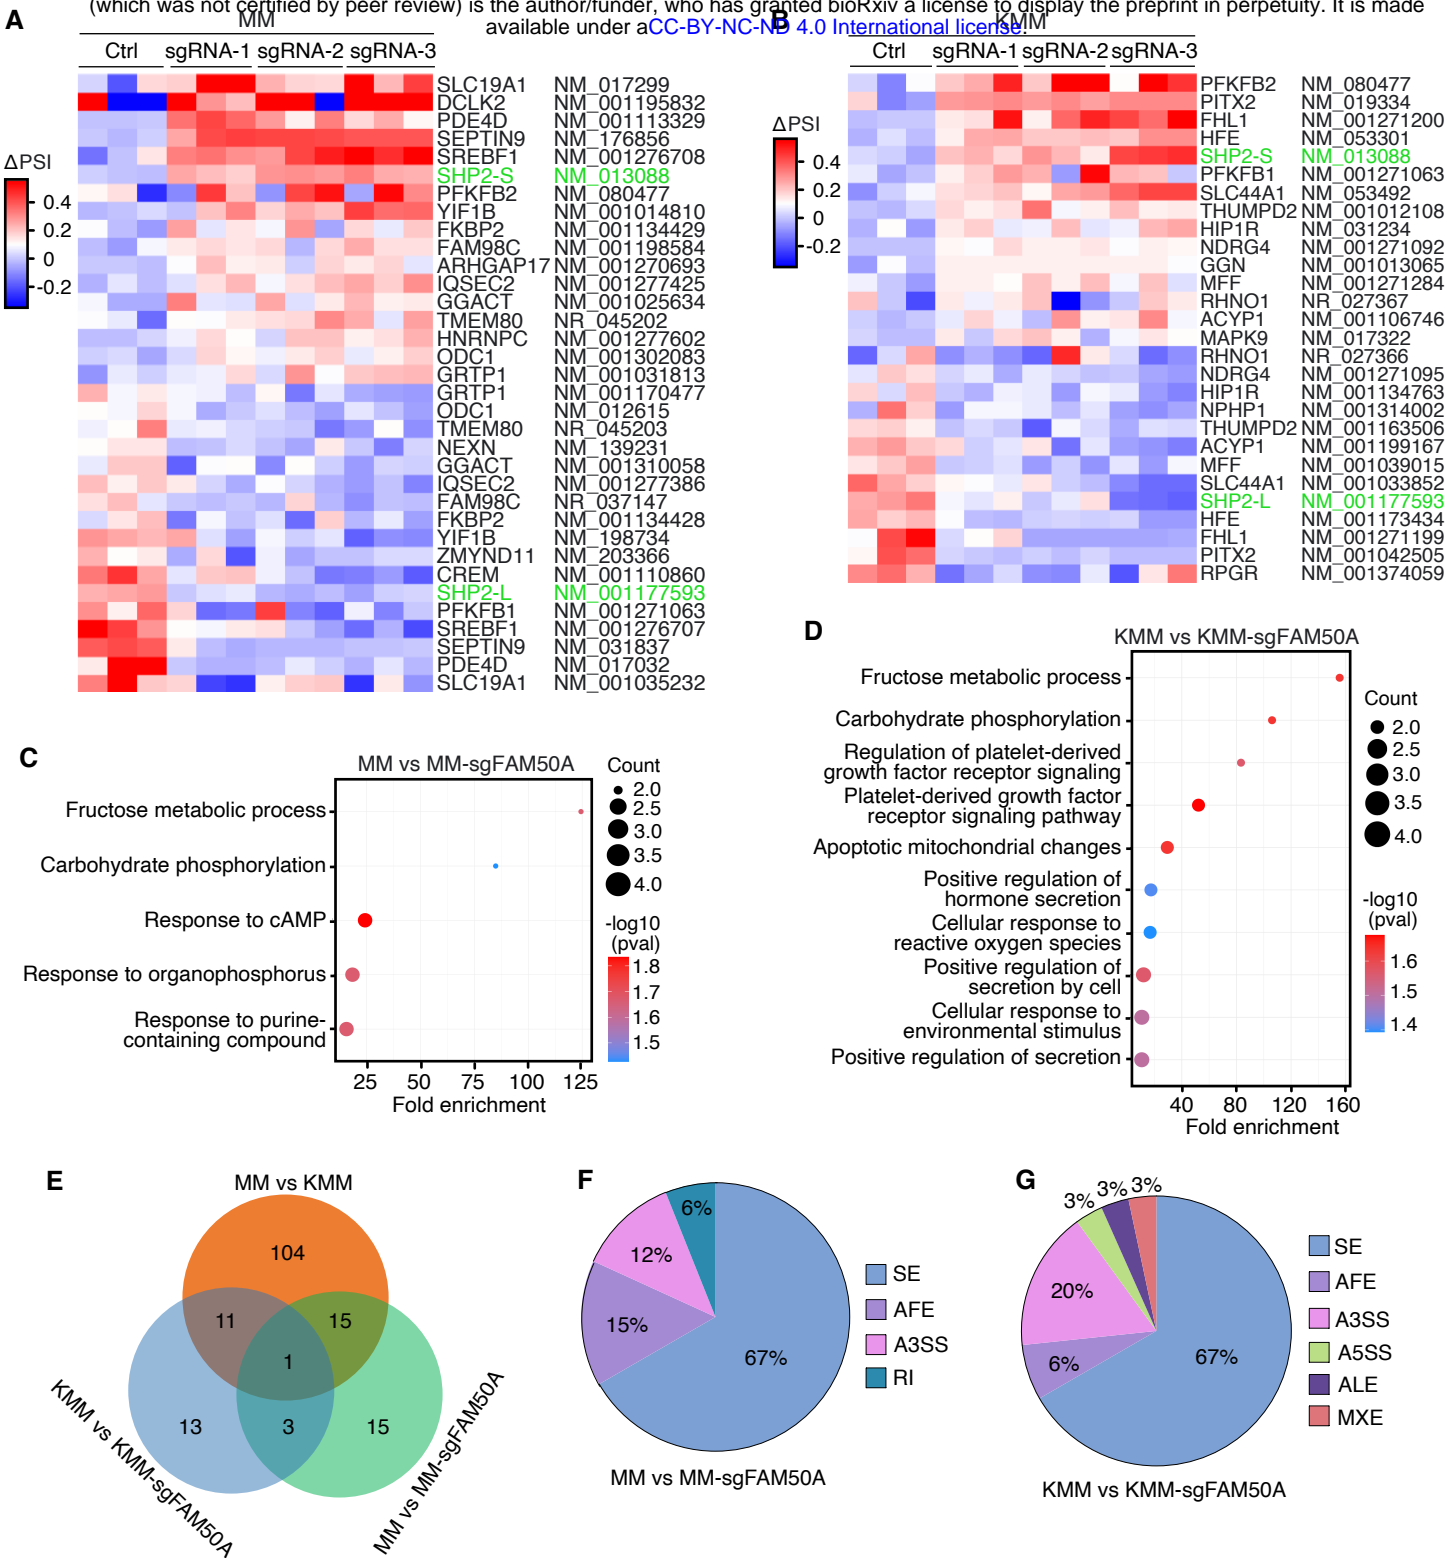 (which was not certified by peer review) is the author/funder, who has granted bioRxiv a license to display the preprint in perpetuity. It is made
available under aCC-BY-NC-ND 4.0 International license.
A
MM
Ctrl sgRNA-1 sgRNA-2 sgRNA-3
SLC19A1 NM_017299
DCLK2 NM_001195832
PDE4D NM_001113329
SEPTIN9 NM_176856
SREBF1 NM_001276708
SHP2-S NM_013088
PFKFB2 NM_080477
YIF1B NM_001014810
FKBP2 NM_001134429
FAM98C NM_001198584
ARHGAP17 NM_001270693
IQSEC2 NM_001277425
GGACT NM_001025634
TMEM80 NR_045202
HNRNPC NM_001277602
ODC1 NM_001302083
GRTP1 NM_001031813
GRTP1 NM_001170477
ODC1 NM_012615
TMEM80 NR_045203
NEXN NM_139231
GGACT NM_001310058
IQSEC2 NM_001277386
FAM98C NR_037147
FKBP2 NM_001134428
YIF1B NM_198734
ZMYND11 NM_203366
CREM NM_001110860
SHP2-L NM_001177593
PFKFB1 NM_001271063
SREBF1 NM_001276707
SEPTIN9 NM_031837
PDE4D NM_017032
SLC19A1 NM_001035232
ΔPSI
0.4
0.2
0
-0.2
B
KMM
Ctrl sgRNA-1 sgRNA-2 sgRNA-3
PFKFB2 NM_080477
PITX2 NM_019334
FHL1 NM_001271200
HFE NM_053301
SHP2-S NM_013088
PFKFB1 NM_001271063
SLC44A1 NM_053492
THUMPD2 NM_001012108
HIP1R NM_031234
NDRG4 NM_001271092
GGN NM_001013065
MFF NM_001271284
RHNO1 NR_027367
ACYP1 NM_001106746
MAPK9 NM_017322
RHNO1 NR_027366
NDRG4 NM_001271095
HIP1R NM_001134763
NPHP1 NM_001314002
THUMPD2 NM_001163506
ACYP1 NM_001199167
MFF NM_001039015
SLC44A1 NM_001033852
SHP2-L NM_001177593
HFE NM_001173434
FHL1 NM_001271199
PITX2 NM_001042505
RPGR NM_001374059
ΔPSI
0.4
0.2
0
-0.2
C
MM vs MM-sgFAM50A
Fructose metabolic process
Carbohydrate phosphorylation
Response to cAMP
Response to organophosphorus
Response to purine-
containing compound
25 50 75 100 125
Fold enrichment
Count
2.0
2.5
3.0
3.5
4.0
-log10
(pval)
1.8
1.7
1.6
1.5
D
KMM vs KMM-sgFAM50A
Fructose metabolic process
Carbohydrate phosphorylation
Regulation of platelet-derived
growth factor receptor signaling
Platelet-derived growth factor
receptor signaling pathway
Apoptotic mitochondrial changes
Positive regulation of
hormone secretion
Cellular response to
reactive oxygen species
Positive regulation of
secretion by cell
Cellular response to
environmental stimulus
Positive regulation of secretion
40 80 120 160
Fold enrichment
Count
2.0
2.5
3.0
3.5
4.0
-log10
(pval)
1.6
1.5
1.4
E
MM vs KMM
104
11 15
1
13 3 15
KMM vs KMM-sgFAM50A
MM vs MM-sgFAM50A
F
6%
12%
15%
67%
SE
AFE
A3SS
RI
MM vs MM-sgFAM50A
G
3% 3% 3%
20%
6%
67%
SE
AFE
A3SS
A5SS
ALE
MXE
KMM vs KMM-sgFAM50A